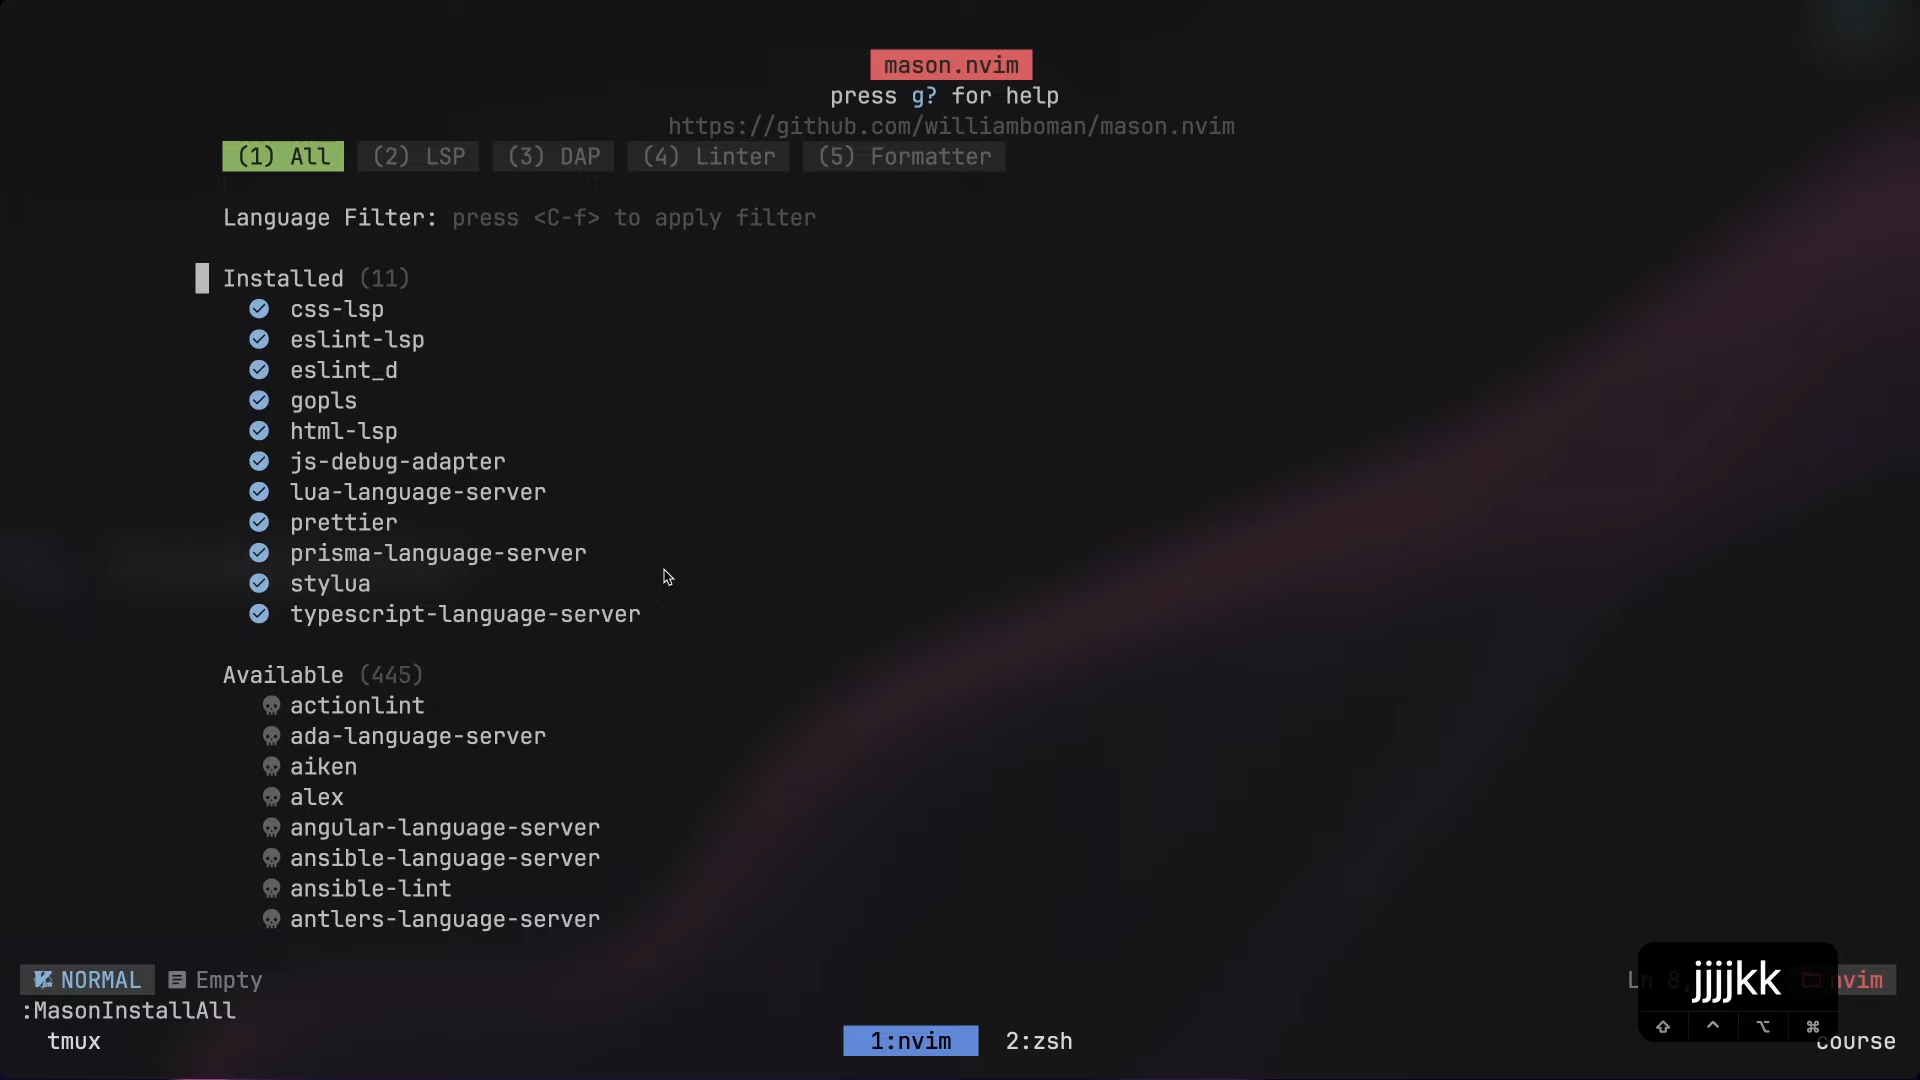 mason.nvim
press g? for help
https://github.com/williamboman/mason.nvim
(1) All (2) LSP (3) DAP (4) Linter (5) Formatter
Language Filter: press <C-f> to apply filter
Installed (11)
css-lsp
eslint-lsp
eslint_d
gopls
html-lsp
js-debug-adapter
lua-language-server
prettier
prisma-language-server
stylua
typescript-language-server
Available (445)
actionlint
ada-language-server
aiken
alex
angular-language-server
ansible-language-server
ansible-lint
antlers-language-server
NORMAL Empty Ln 8, jjjjkk nvim
:MasonInstallAll
tmux 1:nvim 2:zsh course